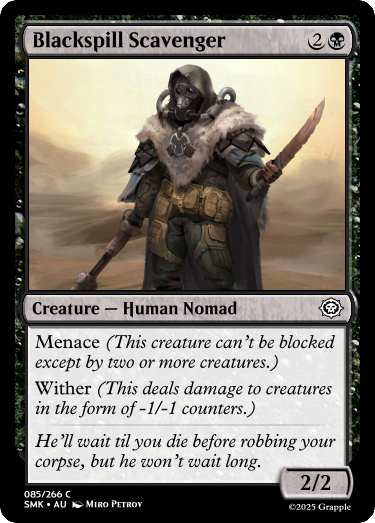 Blackspill Scavenger 2
Creature — Human Nomad
Menace (This creature can't be blocked
except by two or more creatures.)
Wither (This deals damage to creatures
in the form of -1/-1 counters.)
He'll wait til you die before robbing your
corpse, but he won't wait long.
2/2
085/266 C
SMK • AU Miro Petrov
©2025 Grapple